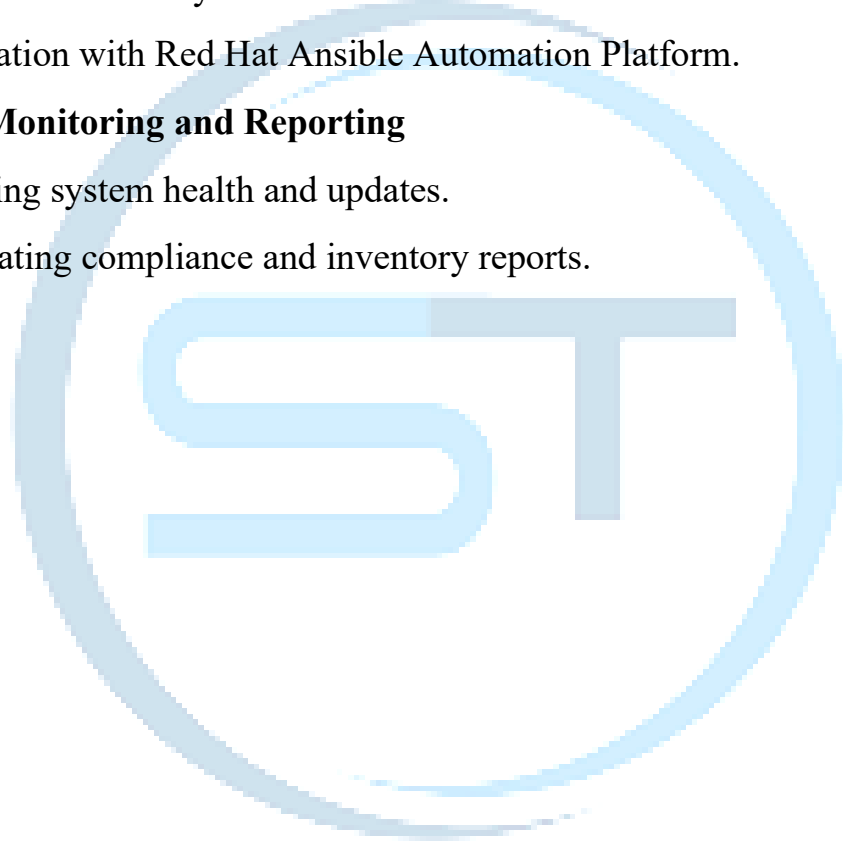 ation with Red Hat Ansible Automation Platform.
Monitoring and Reporting
ing system health and updates.
ating compliance and inventory reports.
ST